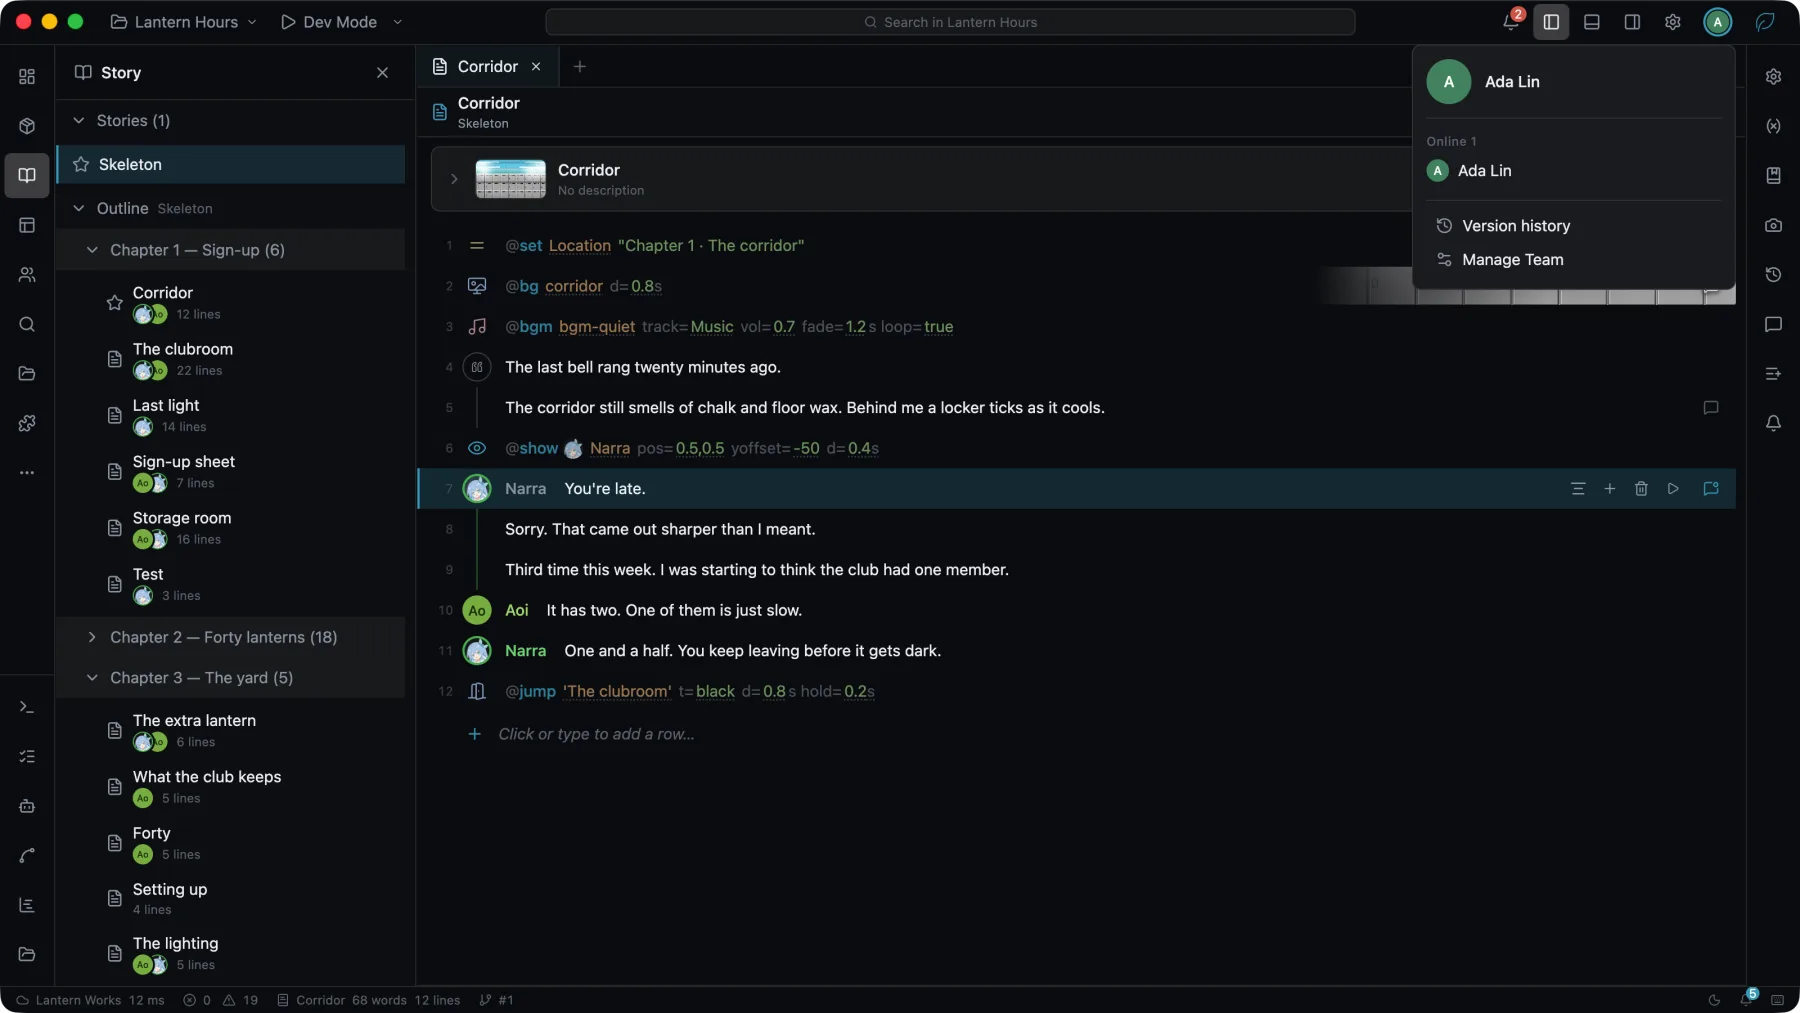 Lantern Hours
Dev Mode
Search in Lantern Hours
2
A
Story
Stories (1)
Skeleton
Outline Skeleton
Chapter 1 — Sign-up (6)
Corridor
Ao 12 lines
The clubroom
Ao 22 lines
Last light
14 lines
Sign-up sheet
Ao 7 lines
Storage room
Ao 16 lines
Test
3 lines
Chapter 2 — Forty lanterns (18)
Chapter 3 — The yard (5)
The extra lantern
Ao 6 lines
What the club keeps
Ao 5 lines
Forty
Ao 5 lines
Setting up
4 lines
The lighting
Ao 5 lines
Corridor
Corridor
Skeleton
Corridor
No description
1 @set Location "Chapter 1 · The corridor"
2 @bg corridor d=0.8s
3 @bgm bgm-quiet track=Music vol=0.7 fade=1.2s loop=true
4 The last bell rang twenty minutes ago.
5 The corridor still smells of chalk and floor wax. Behind me a locker ticks as it cools.
6 @show Narra pos=0.5,0.5 yoffset=-50 d=0.4s
7 Narra You're late.
8 Sorry. That came out sharper than I meant.
9 Third time this week. I was starting to think the club had one member.
10 Ao Aoi It has two. One of them is just slow.
11 Narra One and a half. You keep leaving before it gets dark.
12 @jump 'The clubroom' t=black d=0.8s hold=0.2s
Click or type to add a row...
A Ada Lin
Online 1
A Ada Lin
Version history
Manage Team
Lantern Works 12 ms 0 19 Corridor 68 words 12 lines #1
5